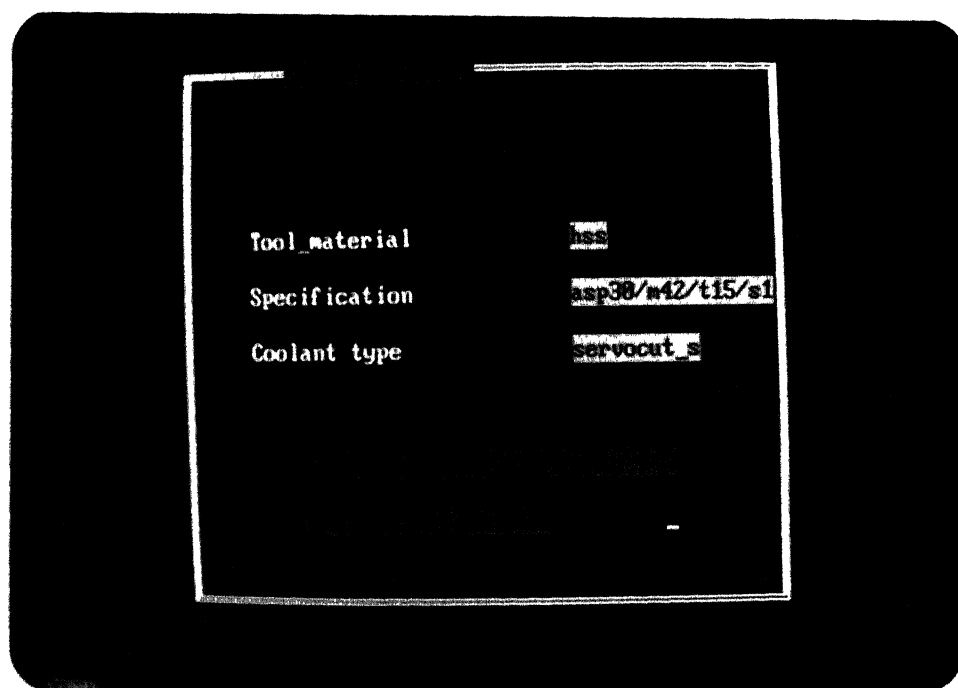 Tool_material hss
Specification asp30/m42/t15/s1
Coolant type servocut_s